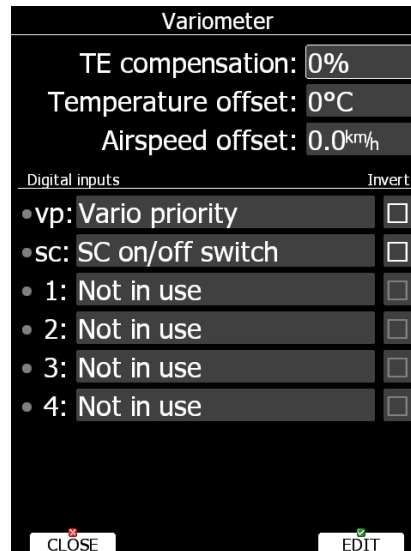 Variometer
TE compensation: 0%
Temperature offset: 0°C
Airspeed offset: 0.0km/h
Digital inputs Invert
vp: Vario priority
sc: SC on/off switch
1: Not in use
2: Not in use
3: Not in use
4: Not in use
CLOSE EDIT